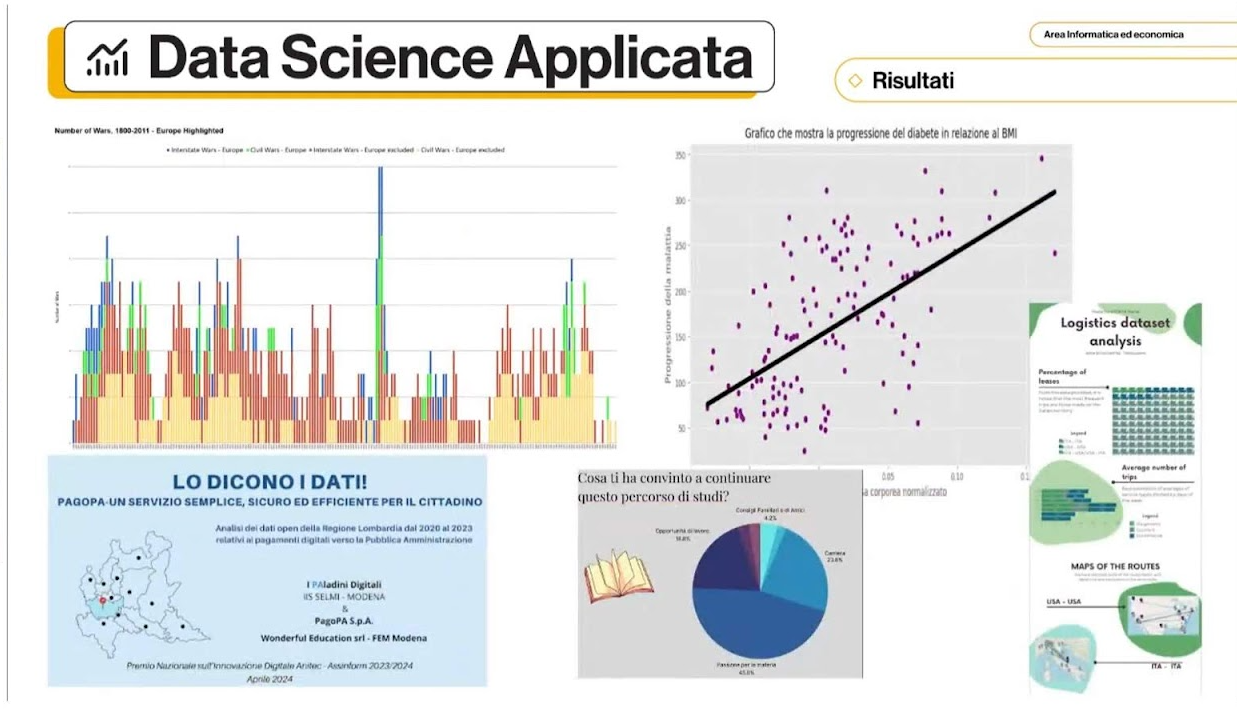 Data Science Applicata
Area Informatica ed economica
Risultati
Number of Wars, 1800-2011 - Europe Highlighted
Interstate Wars - Europe Civil Wars - Europe Interstate Wars - Europe excluded Civil Wars - Europe excluded
Number of Wars
Grafico che mostra la progressione del diabete in relazione al BMI
Progressione della malattia
350
300
250
200
150
100
50
0.05 0.10
corporea normalizzato
LO DICONO I DATI!
PAGOPA-UN SERVIZIO SEMPLICE, SICURO ED EFFICIENTE PER IL CITTADINO
Analisi dei dati open della Regione Lombardia dal 2020 al 2023
relativi ai pagamenti digitali verso la Pubblica Amministrazione
I PAladini Digitali
IIS SELMI - MODENA
&
PagoPA S.p.A.
Wonderful Education srl - FEM Modena
Premio Nazionale sull'Innovazione Digitale Anitec - Assinform 2023/2024
Aprile 2024
Cosa ti ha convinto a continuare
questo percorso di studi?
Consigli Familiari o di Amici
4.2%
Opportunità di lavoro
Carriera
23.6%
Passione per la materia
45.8%
Logistics dataset
analysis
Percentage of
leases
Legend
Average number of
trips
Legend
MAPS OF THE ROUTES
USA - USA
ITA - ITA